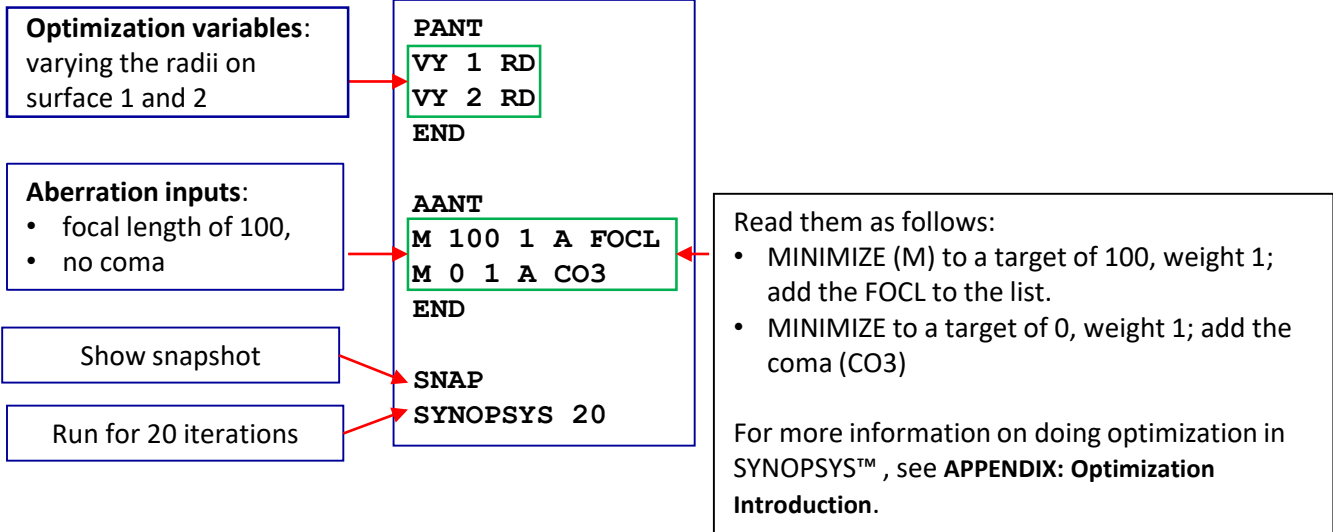 Optimization variables:
varying the radii on
surface 1 and 2
PANT
VY 1 RD
VY 2 RD
END
Aberration inputs:
• focal length of 100,
• no coma
AANT
M 100 1 A FOCL
M 0 1 A CO3
END
Read them as follows:
• MINIMIZE (M) to a target of 100, weight 1;
add the FOCL to the list.
• MINIMIZE to a target of 0, weight 1; add the
coma (CO3)
For more information on doing optimization in
SYNOPSYS™ , see APPENDIX: Optimization
Introduction.
Show snapshot
SNAP
Run for 20 iterations
SYNOPSYS 20